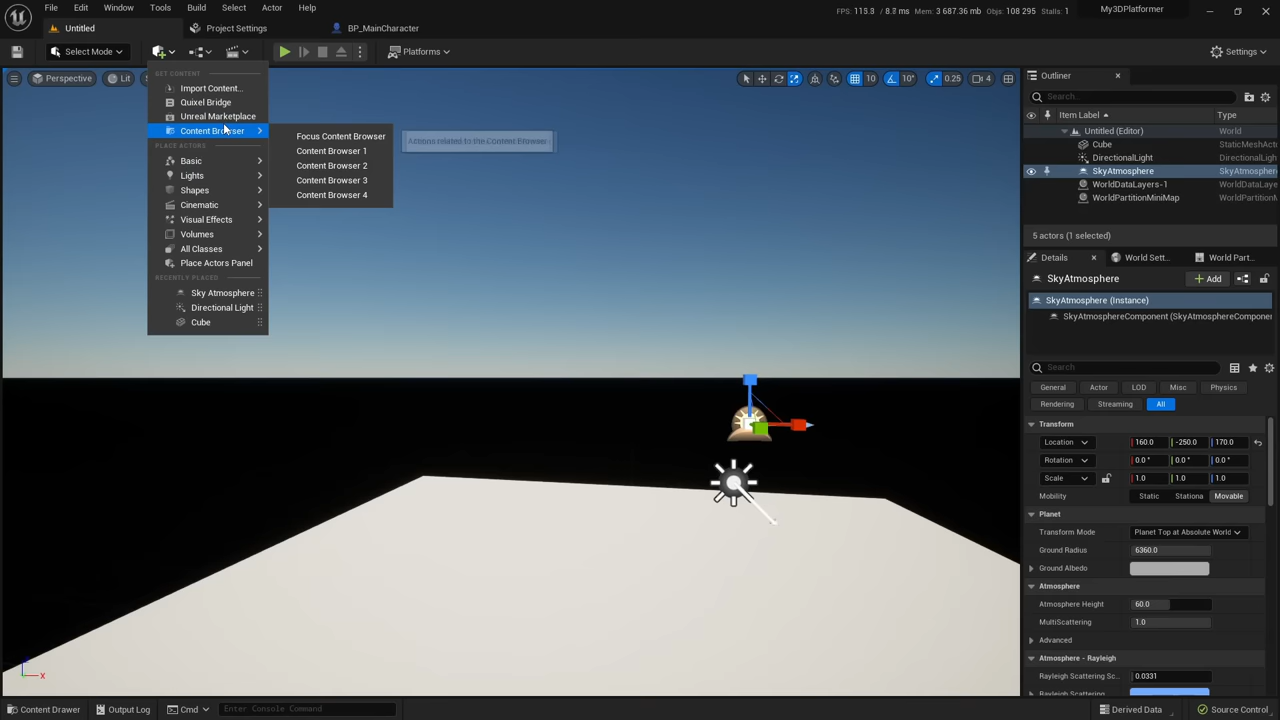 File Edit Window Tools Build Select Actor Help
FPS: 115.3 / 8.7 ms Mem: 3 687.36 mb Objs: 108 295 Stalls: 1
My3DPlatformer
Untitled
Project Settings
BP_MainCharacter
Select Mode
Platforms
Settings
Perspective
Lit
10
10°
0.25
4
GET CONTENT
Import Content...
Quixel Bridge
Unreal Marketplace
Content Browser
PLACE ACTORS
Basic
Lights
Shapes
Cinematic
Visual Effects
Volumes
All Classes
Place Actors Panel
RECENTLY PLACED
Sky Atmosphere
Directional Light
Cube
Focus Content Browser
Content Browser 1
Content Browser 2
Content Browser 3
Content Browser 4
Actions related to the Content Browser
Outliner
Search...
Item Label
Type
Untitled (Editor) World
Cube StaticMeshActo
DirectionalLight DirectionalLigh
SkyAtmosphere SkyAtmospher
WorldDataLayers-1 WorldDataLaye
WorldPartitionMiniMap WorldPartitionM
5 actors (1 selected)
Details
World Sett...
World Part...
SkyAtmosphere
Add
SkyAtmosphere (Instance)
SkyAtmosphereComponent (SkyAtmosphereComponen
Search
General Actor LOD Misc Physics
Rendering Streaming All
Transform
Location 160.0 -250.0 170.0
Rotation 0.0 ° 0.0 ° 0.0 °
Scale 1.0 1.0 1.0
Mobility Static Stationa Movable
Planet
Transform Mode Planet Top at Absolute World
Ground Radius 6360.0
Ground Albedo
Atmosphere
Atmosphere Height 60.0
MultiScattering 1.0
Advanced
Atmosphere - Rayleigh
Rayleigh Scattering Sc... 0.0331
X
Content Drawer
Output Log
Cmd
Enter Console Command
Derived Data
Source Control